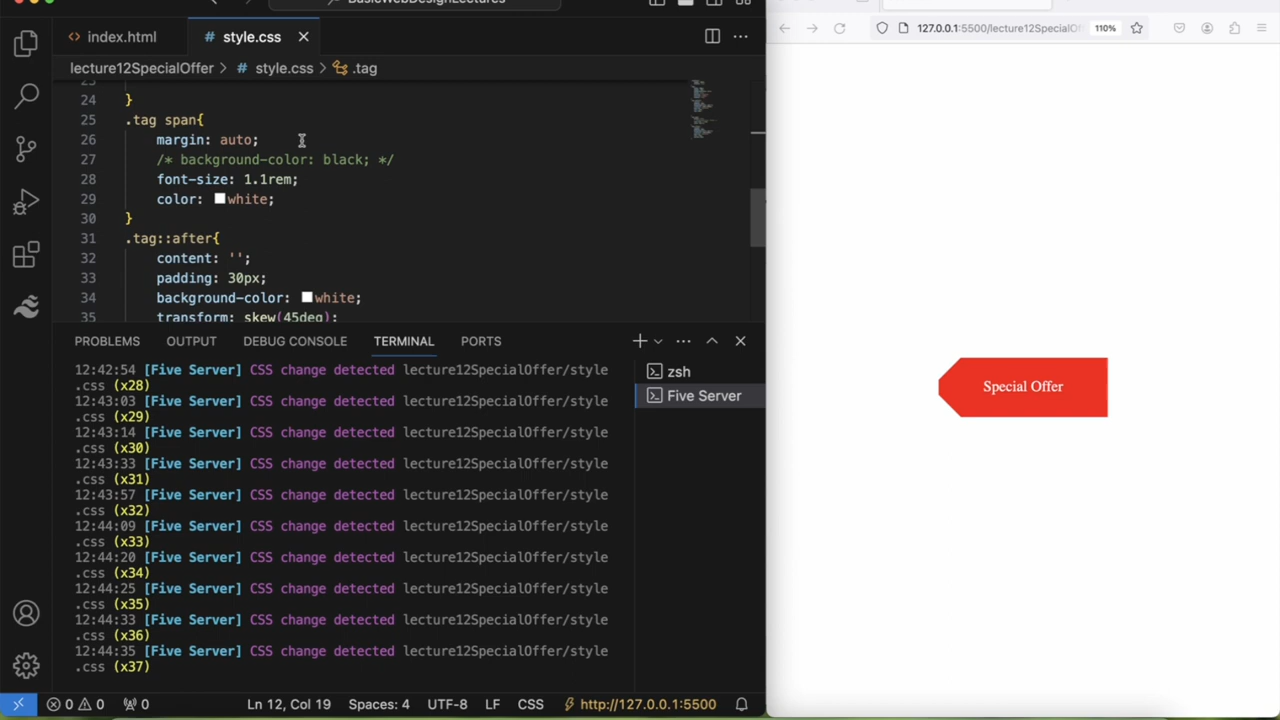 BasicWebDesignLectures
index.html
style.css
lecture12SpecialOffer > # style.css > .tag
23
24 }
25 .tag span{
26 margin: auto;
27 /* background-color: black; */
28 font-size: 1.1rem;
29 color: white;
30 }
31 .tag::after{
32 content: '';
33 padding: 30px;
34 background-color: white;
35 transform: skew(45deg);
PROBLEMS OUTPUT DEBUG CONSOLE TERMINAL PORTS
12:42:54 [Five Server] CSS change detected lecture12SpecialOffer/style
.css (x28)
12:43:03 [Five Server] CSS change detected lecture12SpecialOffer/style
.css (x29)
12:43:14 [Five Server] CSS change detected lecture12SpecialOffer/style
.css (x30)
12:43:33 [Five Server] CSS change detected lecture12SpecialOffer/style
.css (x31)
12:43:57 [Five Server] CSS change detected lecture12SpecialOffer/style
.css (x32)
12:44:09 [Five Server] CSS change detected lecture12SpecialOffer/style
.css (x33)
12:44:20 [Five Server] CSS change detected lecture12SpecialOffer/style
.css (x34)
12:44:25 [Five Server] CSS change detected lecture12SpecialOffer/style
.css (x35)
12:44:33 [Five Server] CSS change detected lecture12SpecialOffer/style
.css (x36)
12:44:35 [Five Server] CSS change detected lecture12SpecialOffer/style
.css (x37)
zsh
Five Server
0 0 0 Ln 12, Col 19 Spaces: 4 UTF-8 LF CSS http://127.0.0.1:5500
127.0.0.1:5500/lecture12SpecialOf 110%
Special Offer